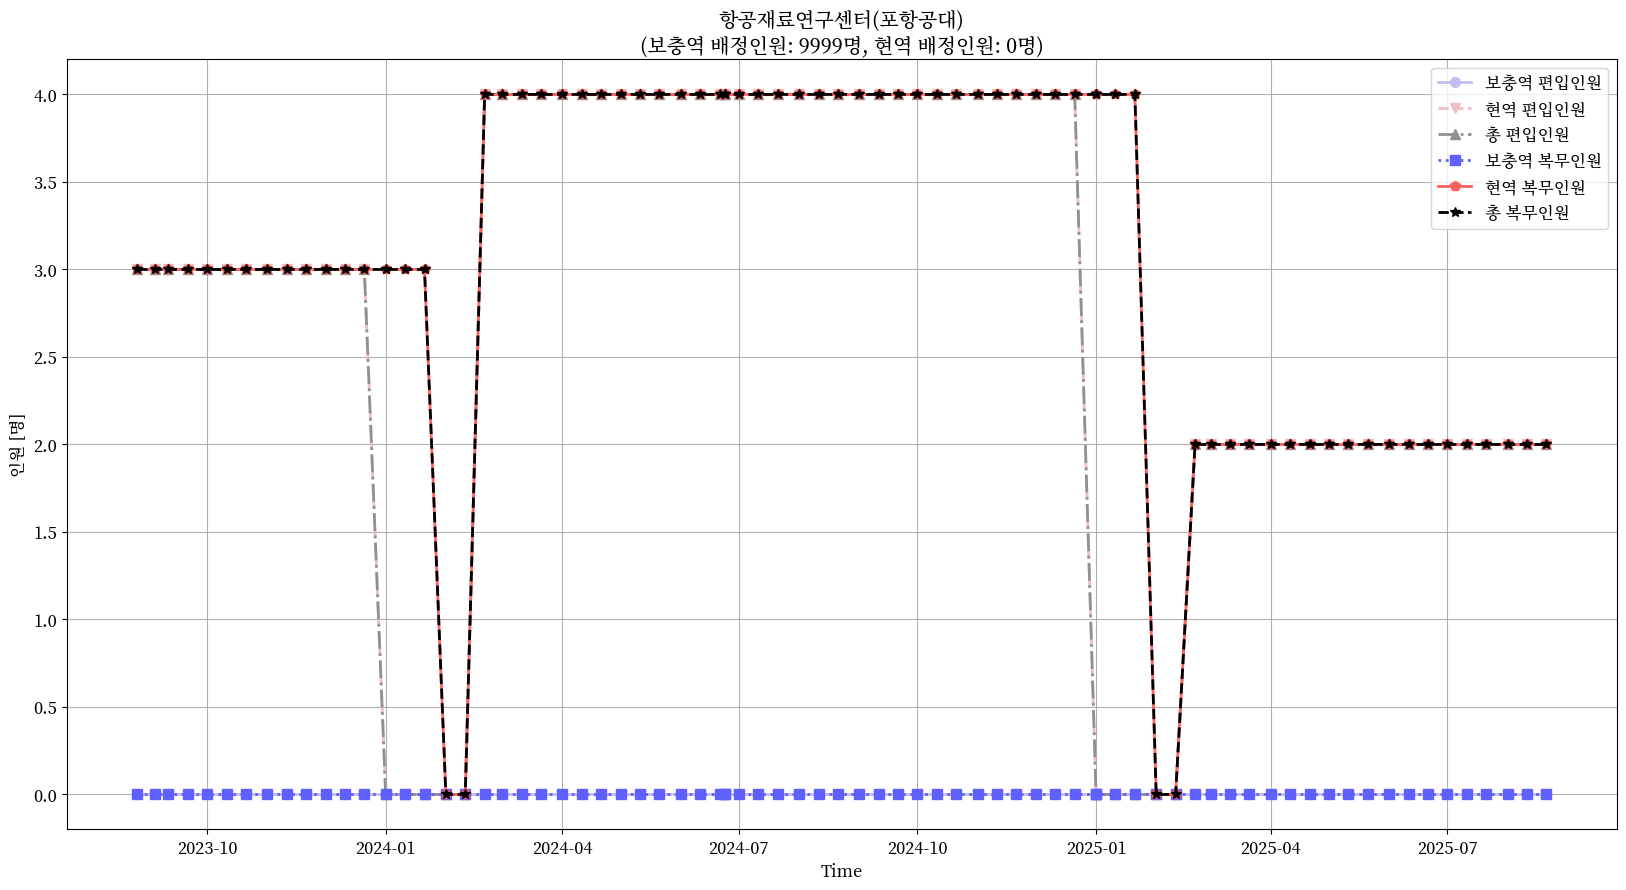 항공재료연구센터(포항공대)
(보충역 배정인원: 9999명, 현역 배정인원: 0명)
보충역 편입인원
현역 편입인원
총 편입인원
보충역 복무인원
현역 복무인원
총 복무인원
인원 [명]
4.0
3.5
3.0
2.5
2.0
1.5
1.0
0.5
0.0
2023-10
2024-01
2024-04
2024-07
2024-10
2025-01
2025-04
2025-07
Time